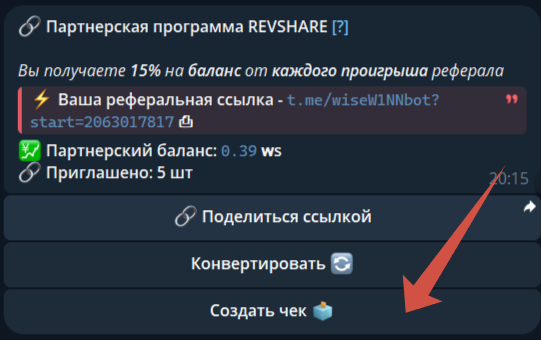 🔗 Партнерская программа REVSHARE [?]
Вы получаете 15% на баланс от каждого проигрыша реферала
⚡ Ваша реферальная ссылка - t.me/wiseW1NNbot?
start=2063017817
💹 Партнерский баланс: 0.39 ₩s
🔗 Приглашено: 5 шт
20:15
🔗 Поделиться ссылкой
Конвертировать 🔄
Создать чек 🗳